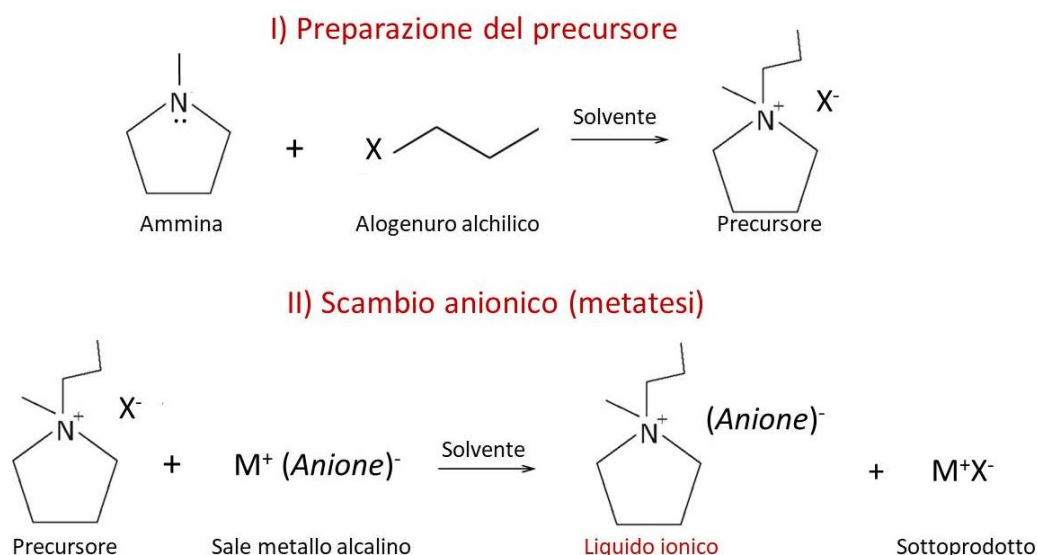 I) Preparazione del precursore
N
••
+
X
Solvente
N+
X-
Ammina
Alogenuro alchilico
Precursore
II) Scambio anionico (metatesi)
N+
X-
+
M+ (Anione)-
Solvente
N+
(Anione)-
+
M+X-
Precursore
Sale metallo alcalino
Liquido ionico
Sottoprodotto